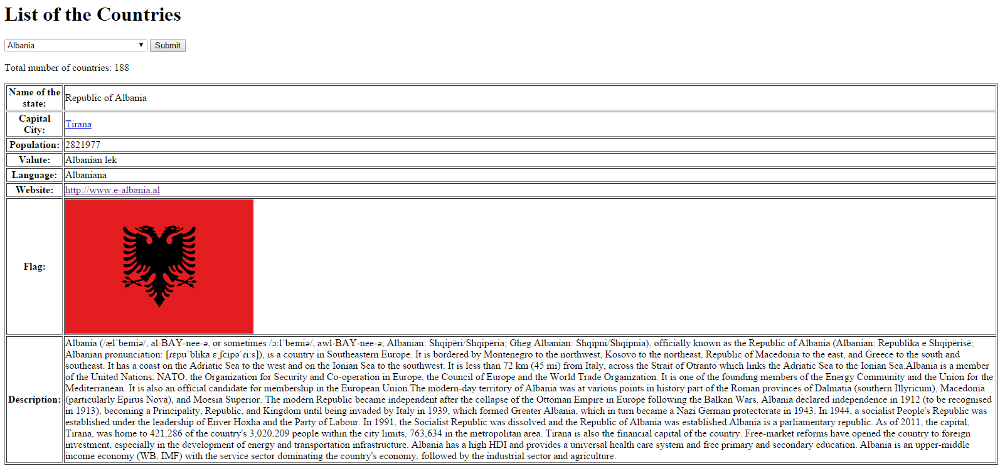 List of the Countries
Albania
Submit
Total number of countries: 188
Name of the
state:
Republic of Albania
Capital
City:
Tirana
Population:
2821977
Valute:
Albanian lek
Language:
Albaniana
Website:
http://www.e-albania.al
Flag:
Description:
Albania (/ælˈbeɪniə/, al-BAY-nee-ə, or sometimes /ɔːlˈbeɪniə/, awl-BAY-nee-ə; Albanian: Shqipëri/Shqipëria; Gheg Albanian: Shqipni/Shqipnia), officially known as the Republic of Albania (Albanian: Republika e Shqipërisë;
Albanian pronunciation: [ɾɛpuˈblika ɛ ʃcipəˈɾiːs]), is a country in Southeastern Europe. It is bordered by Montenegro to the northwest, Kosovo to the northeast, Republic of Macedonia to the east, and Greece to the south and
southeast. It has a coast on the Adriatic Sea to the west and on the Ionian Sea to the southwest. It is less than 72 km (45 mi) from Italy, across the Strait of Otranto which links the Adriatic Sea to the Ionian Sea.Albania is a member
of the United Nations, NATO, the Organization for Security and Co-operation in Europe, the Council of Europe and the World Trade Organization. It is one of the founding members of the Energy Community and the Union for the
Mediterranean. It is also an official candidate for membership in the European Union.The modern-day territory of Albania was at various points in history part of the Roman provinces of Dalmatia (southern Illyricum), Macedonia
(particularly Epirus Nova), and Moesia Superior. The modern Republic became independent after the collapse of the Ottoman Empire in Europe following the Balkan Wars. Albania declared independence in 1912 (to be recognised
in 1913), becoming a Principality, Republic, and Kingdom until being invaded by Italy in 1939, which formed Greater Albania, which in turn became a Nazi German protectorate in 1943. In 1944, a socialist People's Republic was
established under the leadership of Enver Hoxha and the Party of Labour. In 1991, the Socialist Republic was dissolved and the Republic of Albania was established.Albania is a parliamentary republic. As of 2011, the capital,
Tirana, was home to 421,286 of the country's 3,020,209 people within the city limits, 763,634 in the metropolitan area. Tirana is also the financial capital of the country. Free-market reforms have opened the country to foreign
investment, especially in the development of energy and transportation infrastructure. Albania has a high HDI and provides a universal health care system and free primary and secondary education. Albania is an upper-middle
income economy (WB, IMF) with the service sector dominating the country's economy, followed by the industrial sector and agriculture.